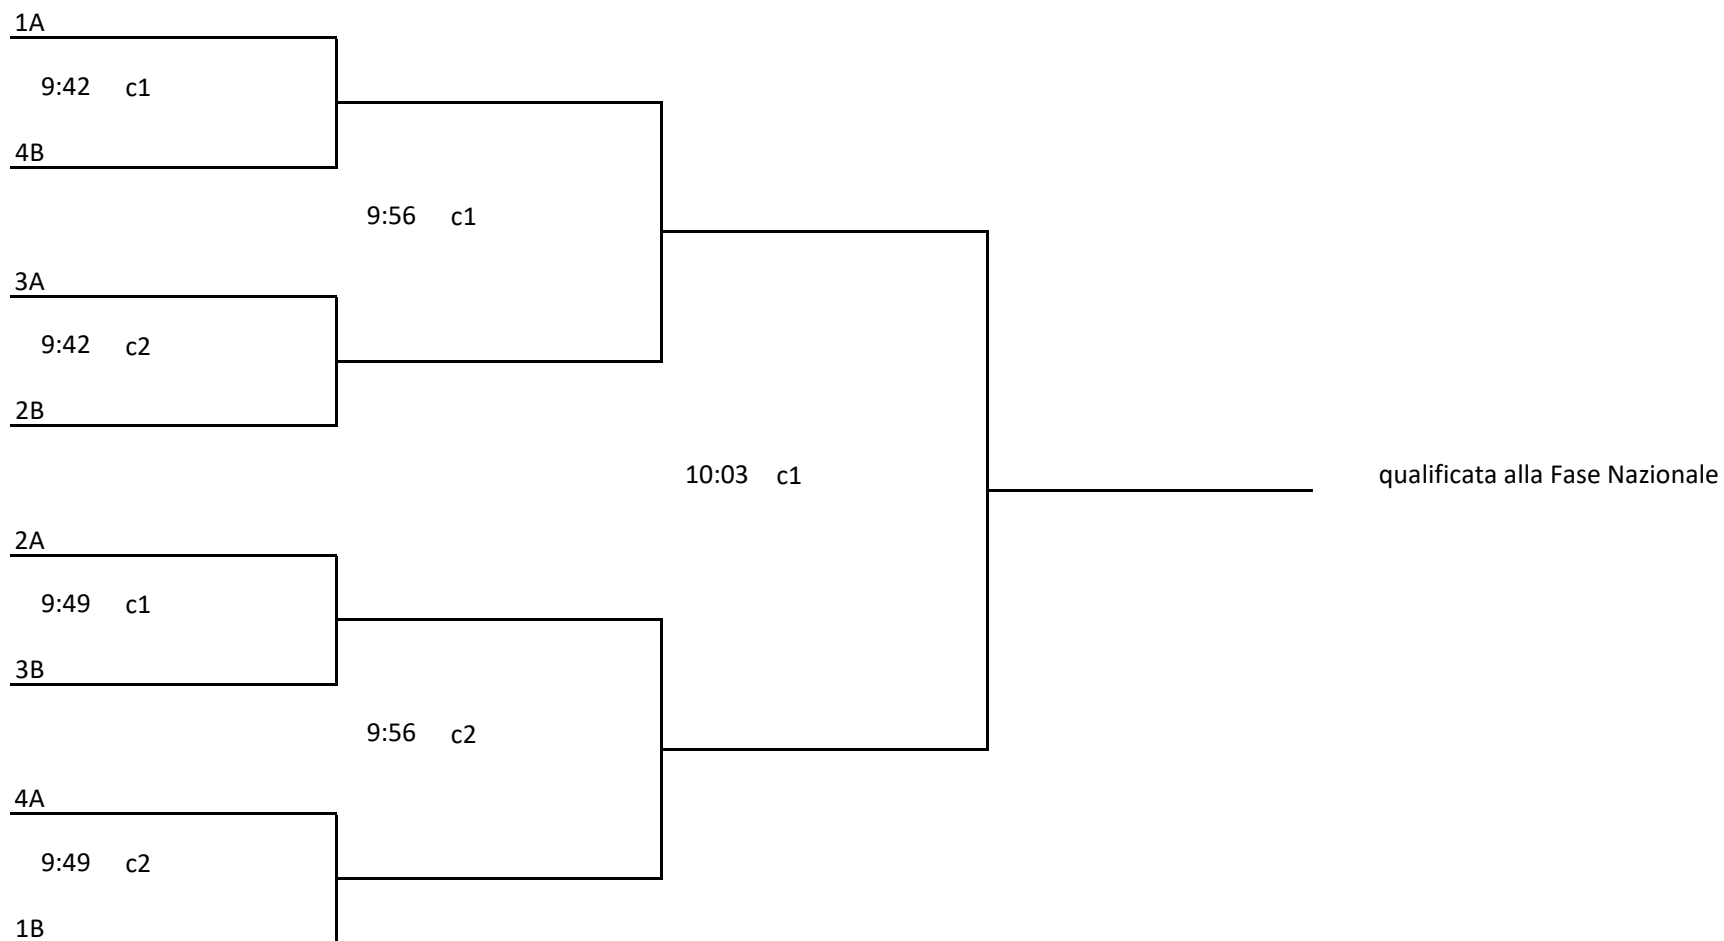 1A
9:42 c1
4B
9:56 c1
3A
9:42 c2
2B
10:03 c1 qualificata alla Fase Nazionale
2A
9:49 c1
3B
9:56 c2
4A
9:49 c2
1B